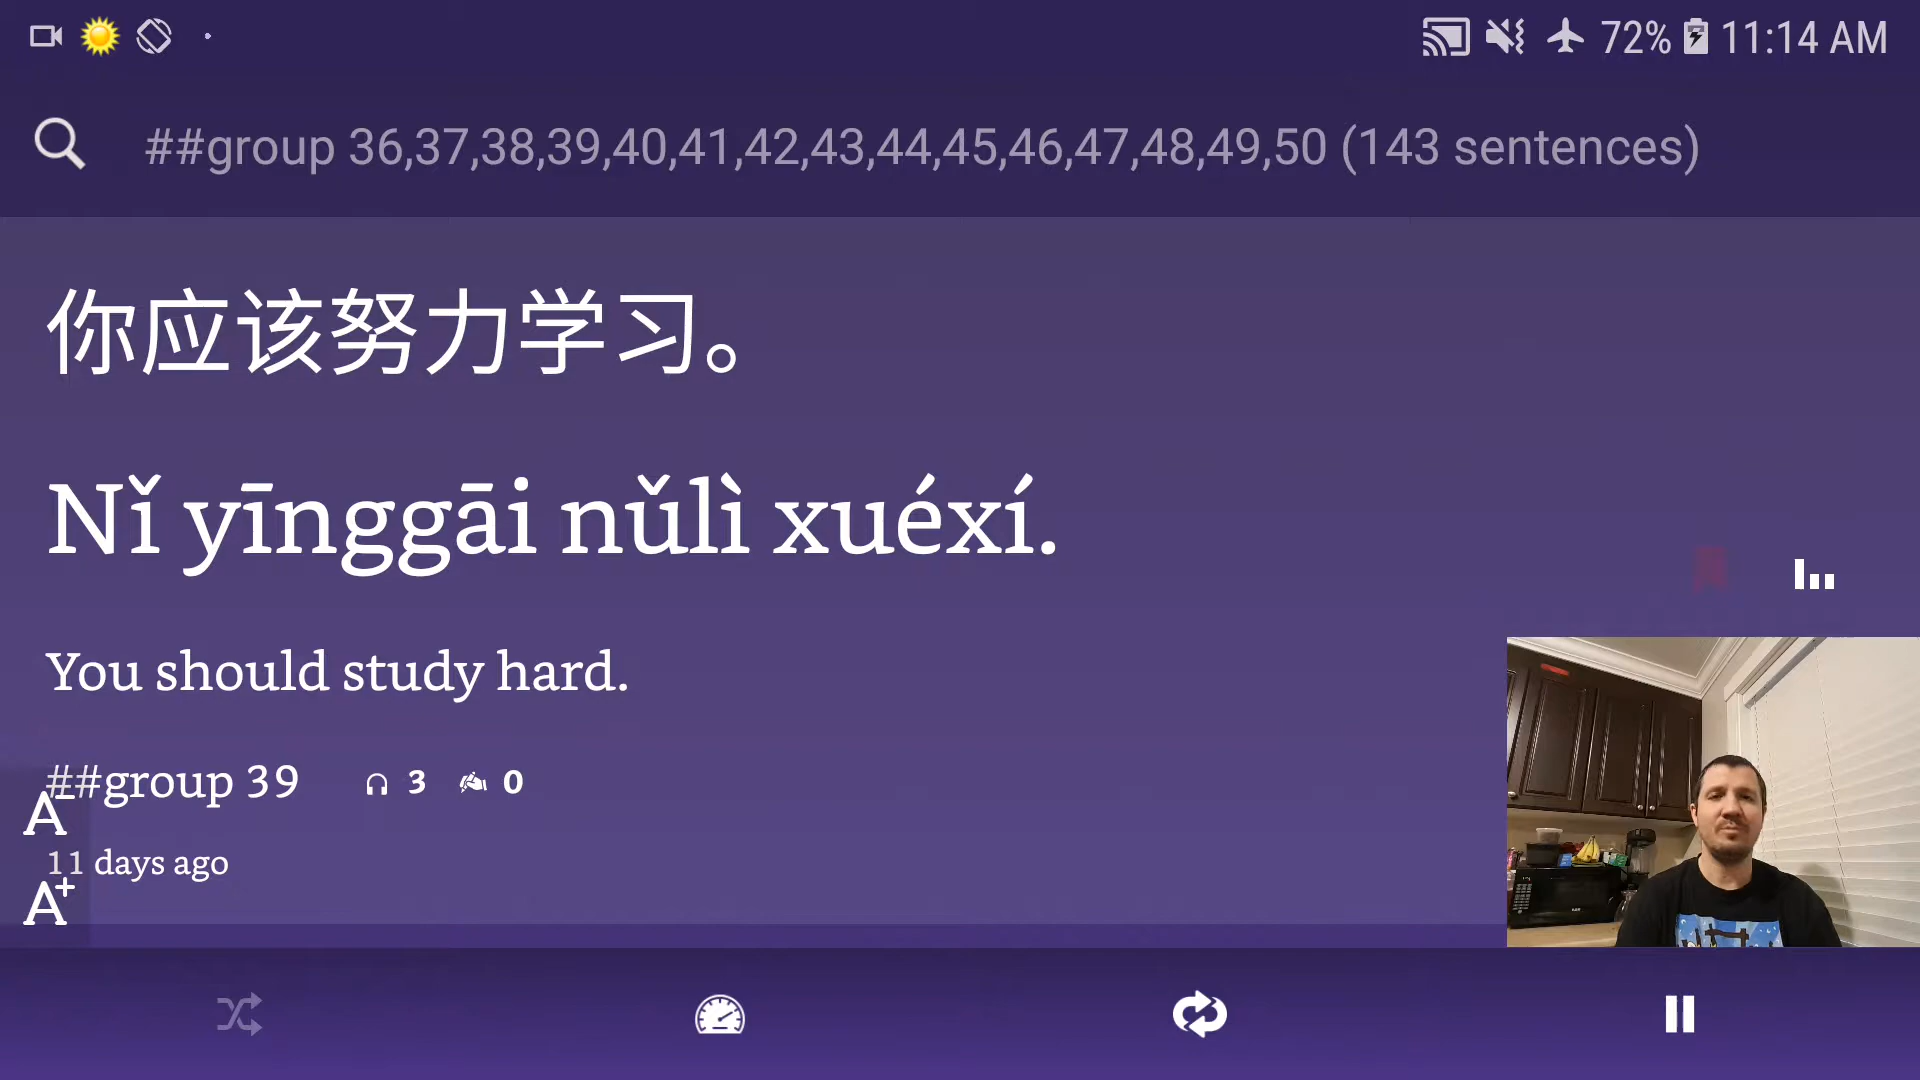 72% 11:14 AM
##group 36,37,38,39,40,41,42,43,44,45,46,47,48,49,50 (143 sentences)
你应该努力学习。
Nǐ yīnggāi nǔlì xuéxí.
You should study hard.
##group 39 3 0
A-
11 days ago
A+